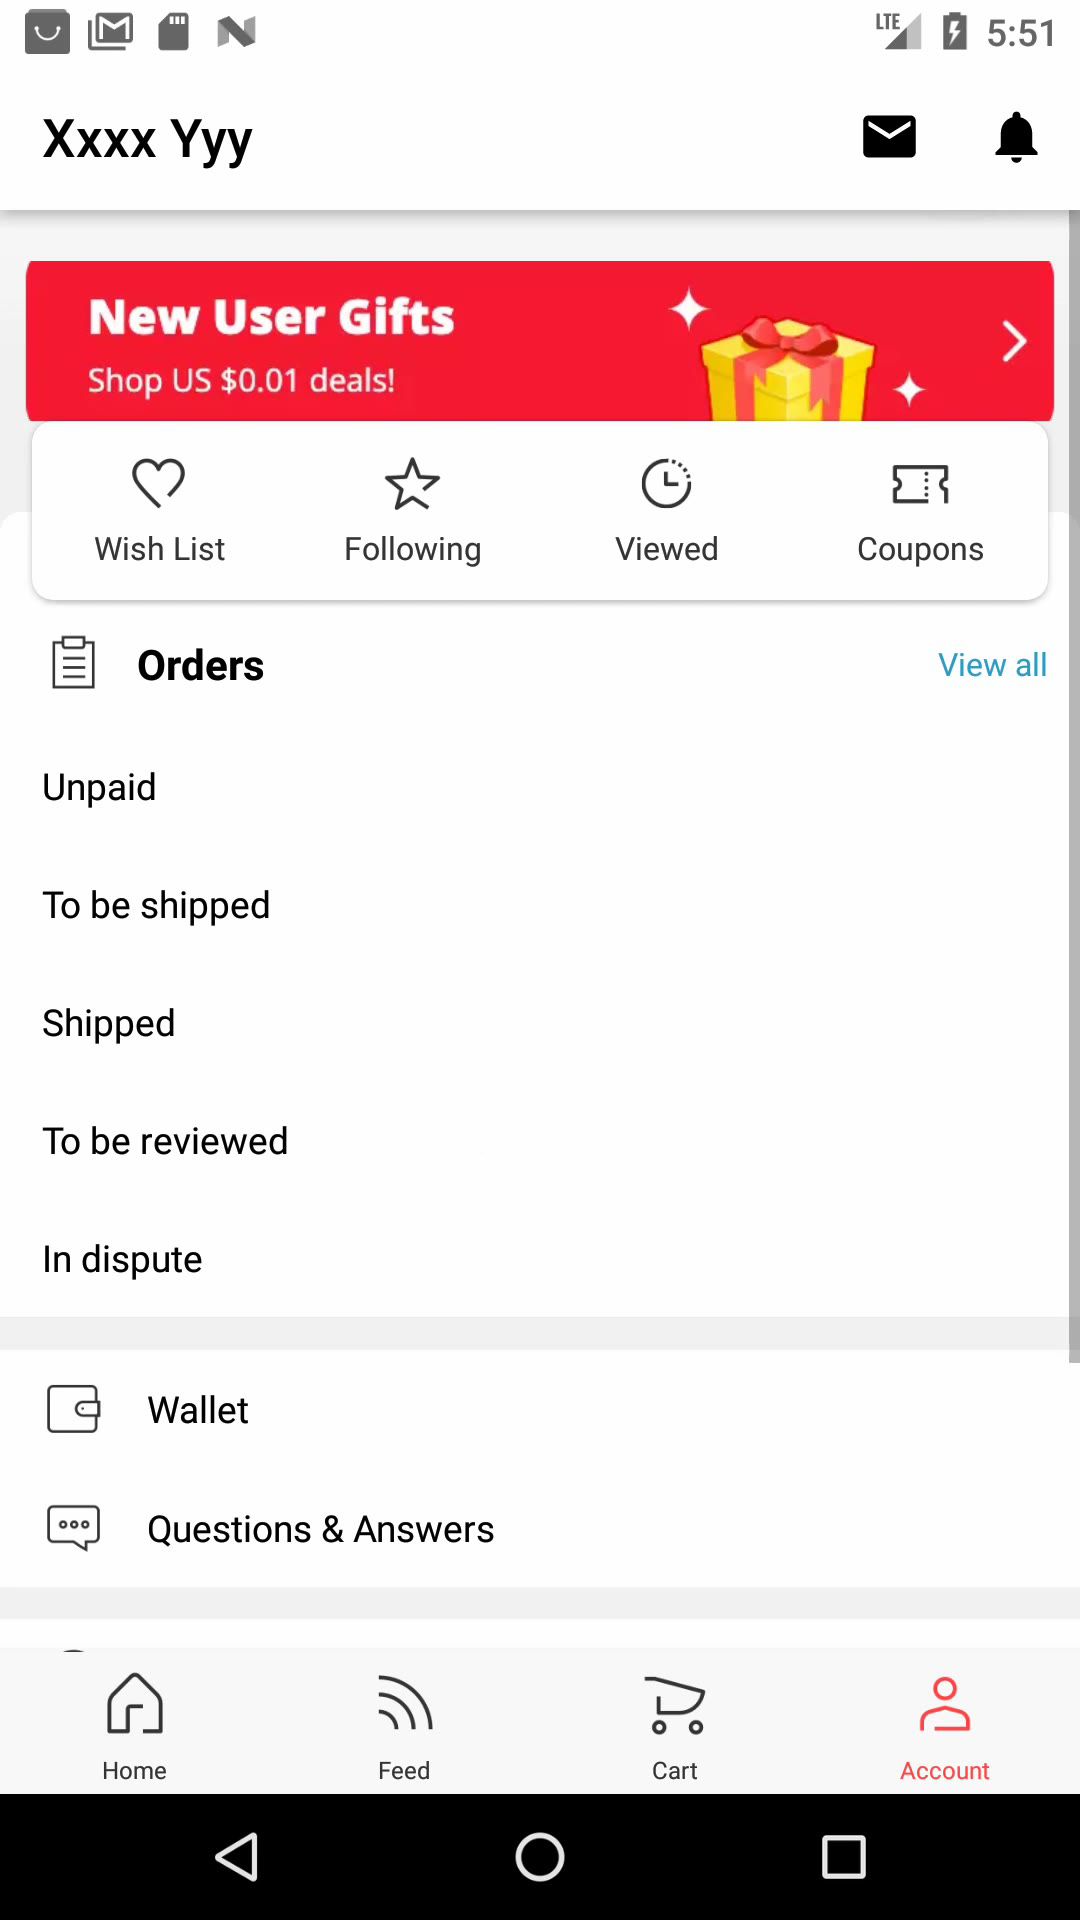 LTE 5:51
Xxxx Yyy
New User Gifts
Shop US $0.01 deals!
Wish List Following Viewed Coupons
Orders View all
Unpaid
To be shipped
Shipped
To be reviewed
In dispute
Wallet
Questions & Answers
Home Feed Cart Account